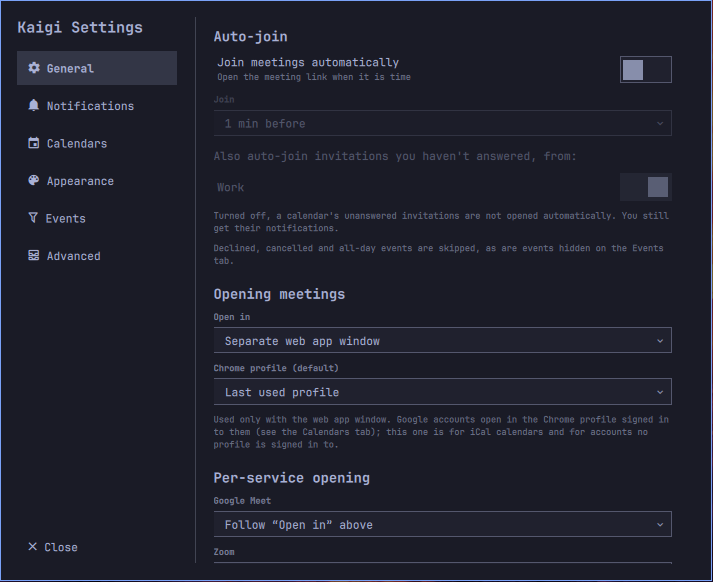 Kaigi Settings
General
Notifications
Calendars
Appearance
Events
Advanced
Close
Auto-join
Join meetings automatically
Open the meeting link when it is time
Join
1 min before
Also auto-join invitations you haven't answered, from:
Work
Turned off, a calendar's unanswered invitations are not opened automatically. You still
get their notifications.
Declined, cancelled and all-day events are skipped, as are events hidden on the Events
tab.
Opening meetings
Open in
Separate web app window
Chrome profile (default)
Last used profile
Used only with the web app window. Google accounts open in the Chrome profile signed in
to them (see the Calendars tab); this one is for iCal calendars and for accounts no
profile is signed in to.
Per-service opening
Google Meet
Follow “Open in” above
Zoom